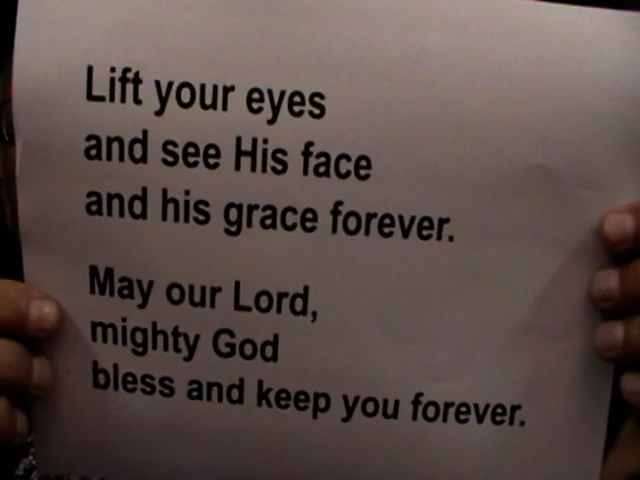 Lift your eyes
and see His face
and his grace forever.
May our Lord,
mighty God
bless and keep you forever.